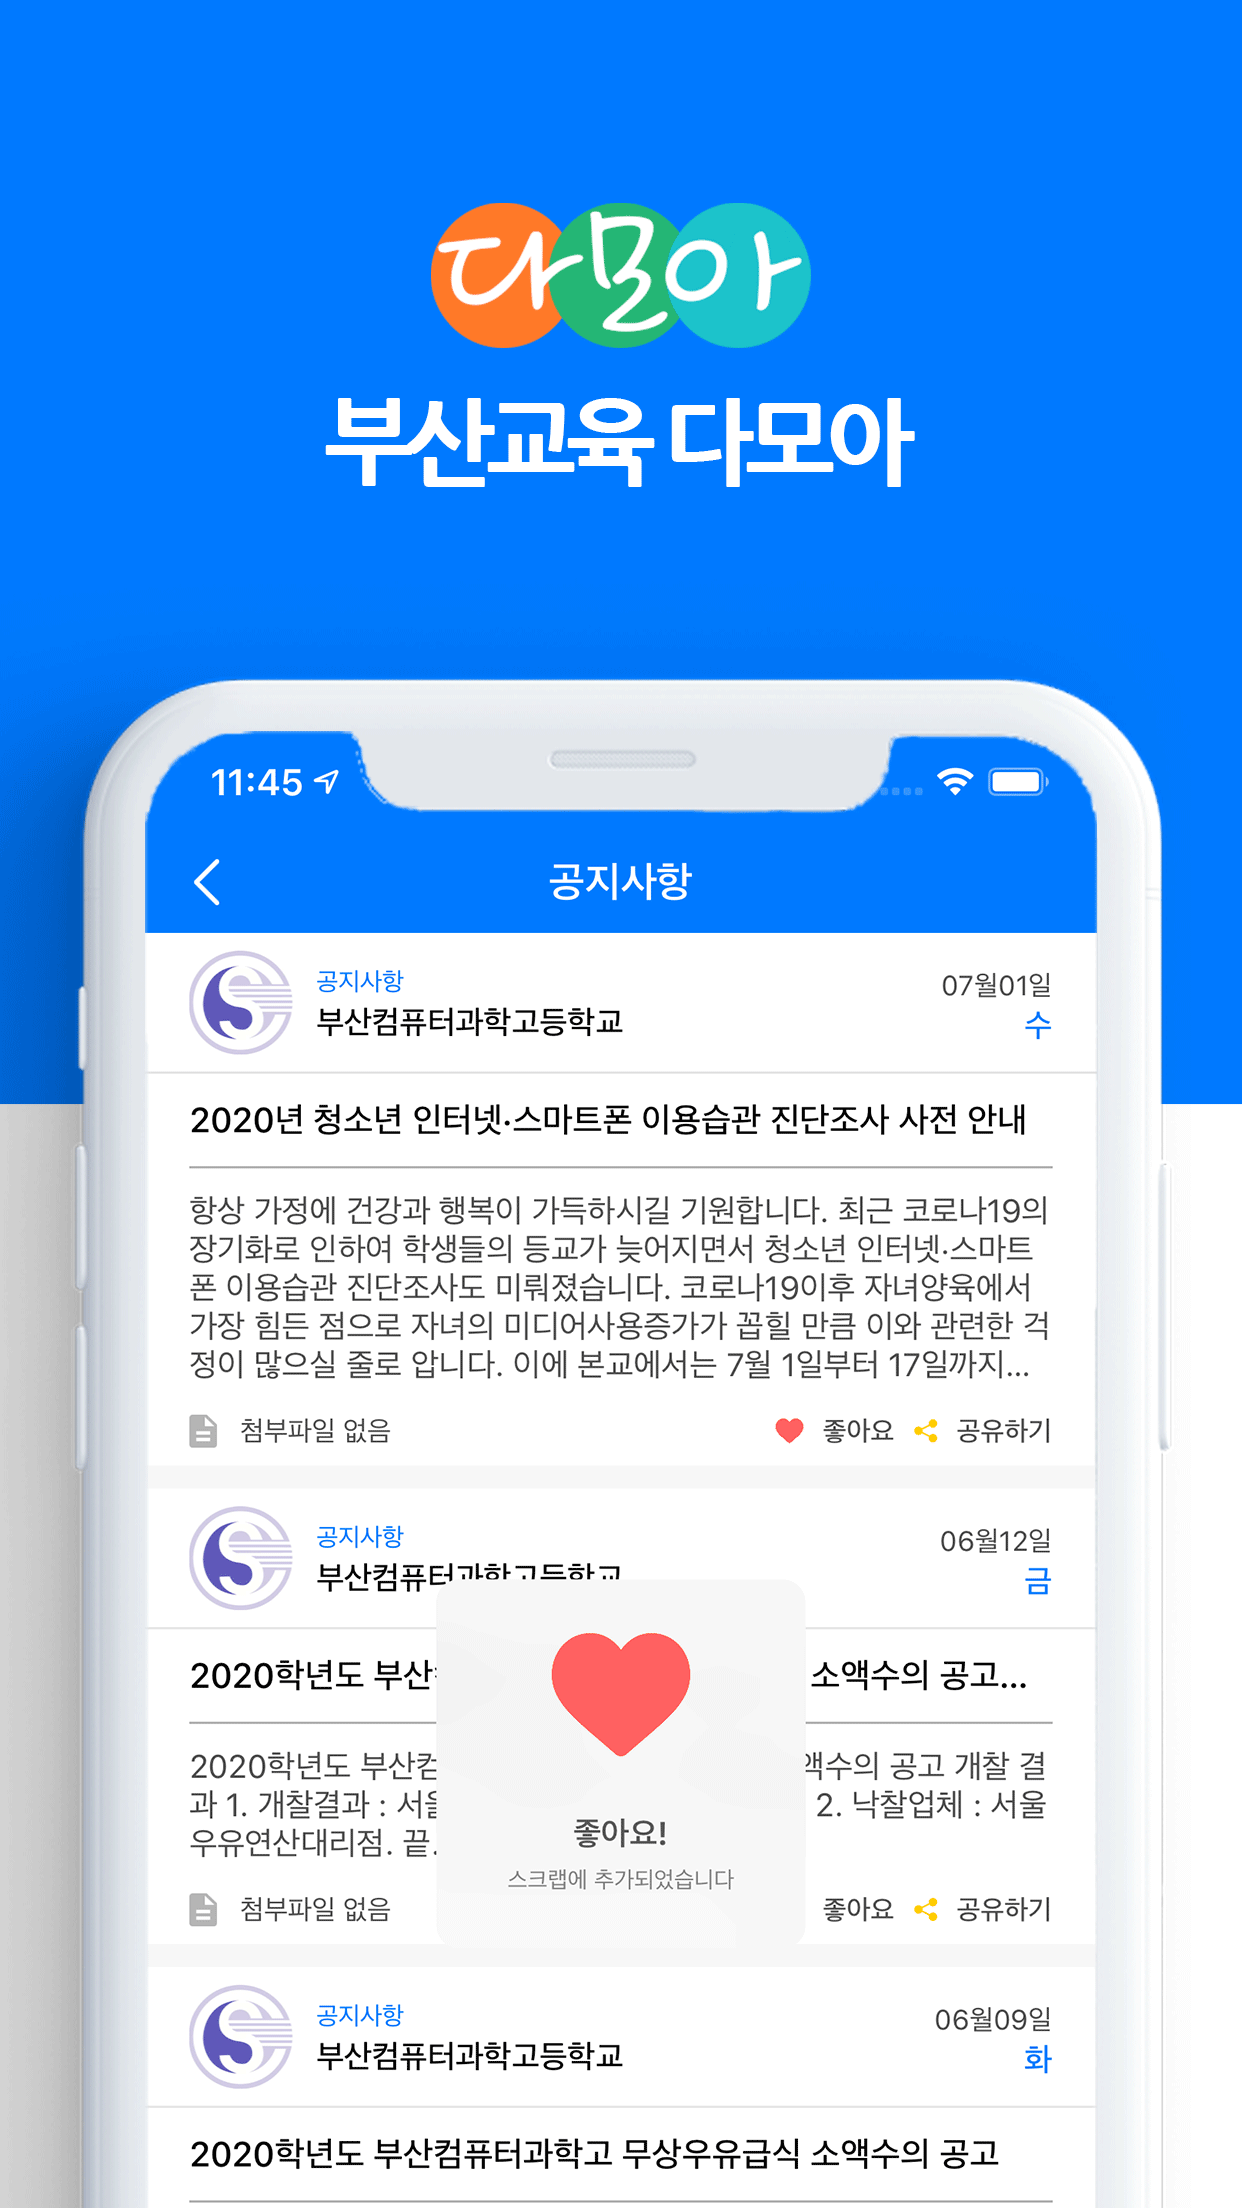 다모아
부산교육 다모아
11:45
공지사항
공지사항
부산컴퓨터과학고등학교
07월01일
수
2020년 청소년 인터넷·스마트폰 이용습관 진단조사 사전 안내
항상 가정에 건강과 행복이 가득하시길 기원합니다. 최근 코로나19의
장기화로 인하여 학생들의 등교가 늦어지면서 청소년 인터넷·스마트
폰 이용습관 진단조사도 미뤄졌습니다. 코로나19이후 자녀양육에서
가장 힘든 점으로 자녀의 미디어사용증가가 꼽힐 만큼 이와 관련한 걱
정이 많으실 줄로 압니다. 이에 본교에서는 7월 1일부터 17일까지...
첨부파일 없음
좋아요
공유하기
공지사항
부산컴퓨터과학고등학교
06월12일
금
2020학년도 부산 소액수의 공고...
2020학년도 부산컴 액수의 공고 개찰 결
과 1. 개찰결과 : 서울 2. 낙찰업체 : 서울
우유연산대리점. 끝.
좋아요!
스크랩에 추가되었습니다
첨부파일 없음
좋아요
공유하기
공지사항
부산컴퓨터과학고등학교
06월09일
화
2020학년도 부산컴퓨터과학고 무상우유급식 소액수의 공고